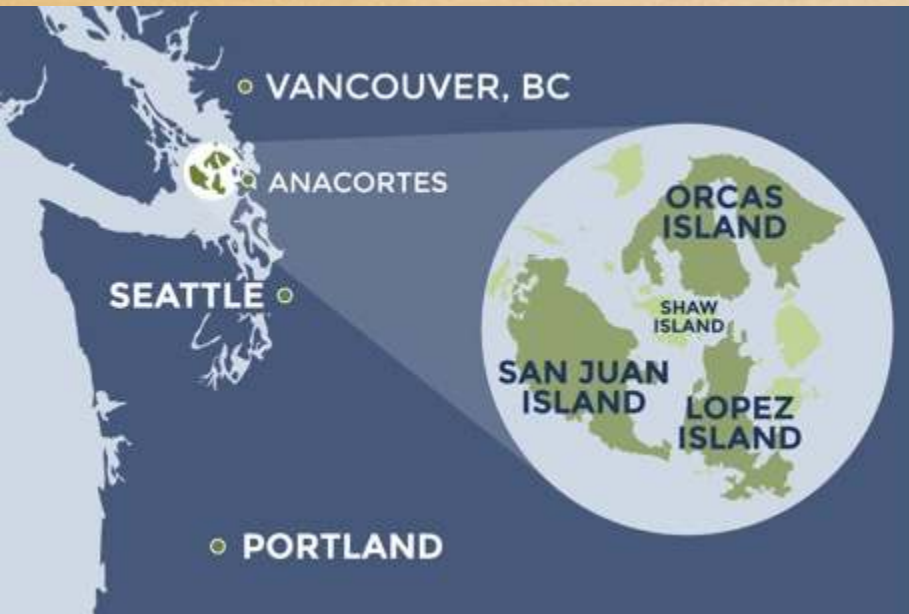 VANCOUVER, BC
ANACORTES
SEATTLE
PORTLAND
ORCAS
ISLAND
SHAW
ISLAND
SAN JUAN
ISLAND
LOPEZ
ISLAND